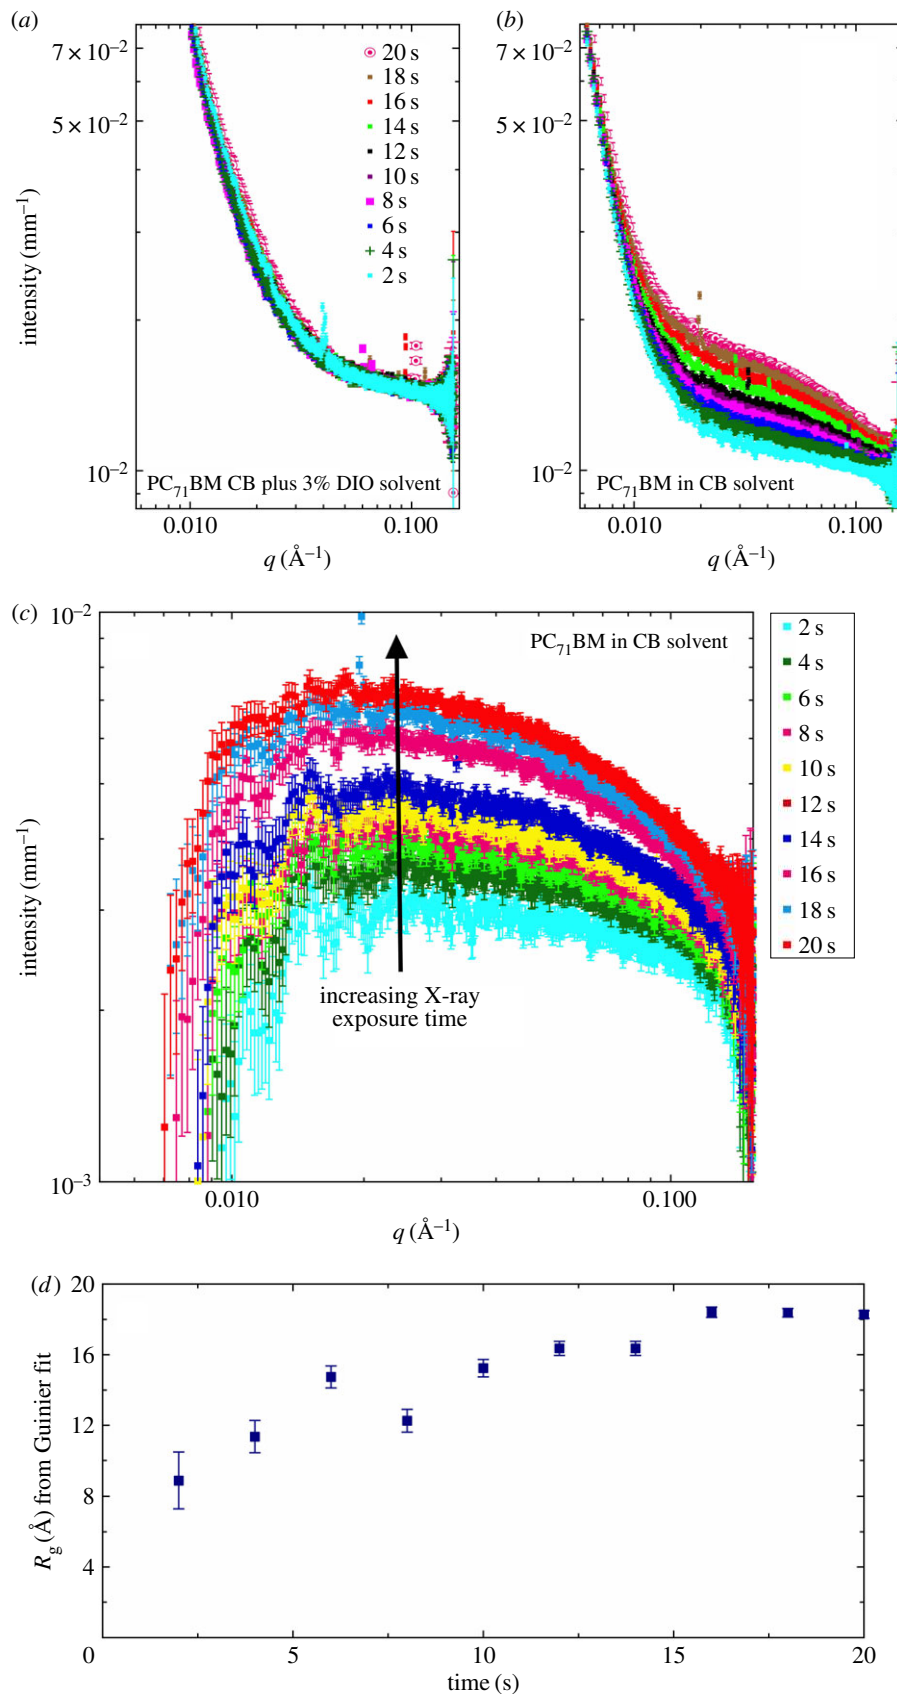 (a)
(b)
7 × 10⁻²
5 × 10⁻²
10⁻²
intensity (mm⁻¹)
20 s
18 s
16 s
14 s
12 s
10 s
8 s
6 s
4 s
2 s
PC₇₁BM CB plus 3% DIO solvent
0.010
0.100
q (Å⁻¹)
7 × 10⁻²
5 × 10⁻²
10⁻²
PC₇₁BM in CB solvent
0.010
0.100
q (Å⁻¹)
(c)
10⁻²
10⁻³
intensity (mm⁻¹)
PC₇₁BM in CB solvent
increasing X-ray
exposure time
2 s
4 s
6 s
8 s
10 s
12 s
14 s
16 s
18 s
20 s
0.010
0.100
q (Å⁻¹)
(d)
20
16
12
8
4
0
R_g (Å) from Guinier fit
5
10
15
20
time (s)